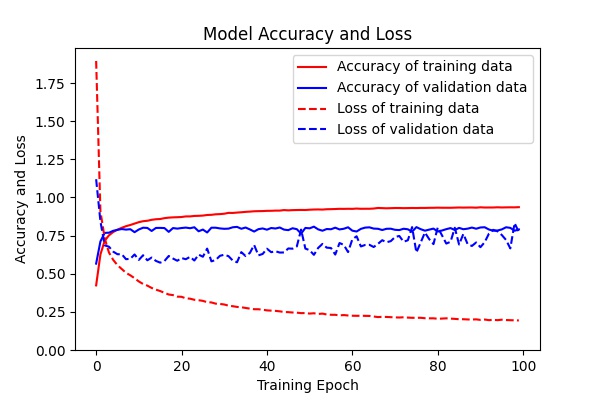 Model Accuracy and Loss
Accuracy of training data
Accuracy of validation data
Loss of training data
Loss of validation data
Accuracy and Loss
1.75
1.50
1.25
1.00
0.75
0.50
0.25
0.00
0 20 40 60 80 100
Training Epoch